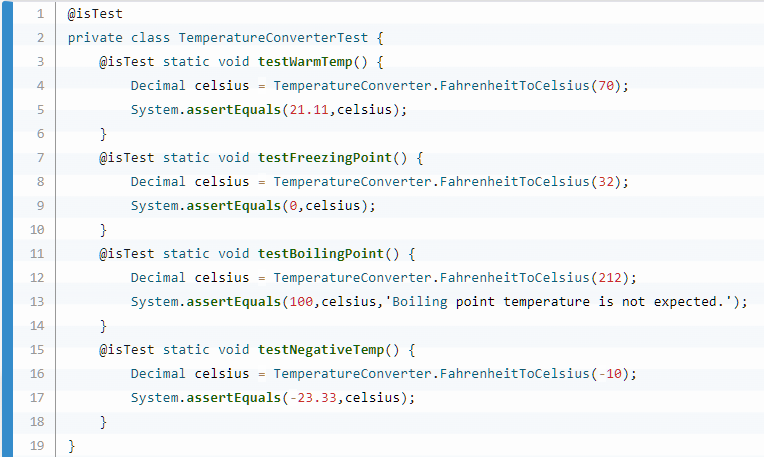 1 @isTest
2 private class TemperatureConverterTest {
3 @isTest static void testWarmTemp() {
4 Decimal celsius = TemperatureConverter.FahrenheitToCelsius(70);
5 System.assertEquals(21.11,celsius);
6 }
7 @isTest static void testFreezingPoint() {
8 Decimal celsius = TemperatureConverter.FahrenheitToCelsius(32);
9 System.assertEquals(0,celsius);
10 }
11 @isTest static void testBoilingPoint() {
12 Decimal celsius = TemperatureConverter.FahrenheitToCelsius(212);
13 System.assertEquals(100,celsius,'Boiling point temperature is not expected.');
14 }
15 @isTest static void testNegativeTemp() {
16 Decimal celsius = TemperatureConverter.FahrenheitToCelsius(-10);
17 System.assertEquals(-23.33,celsius);
18 }
19 }